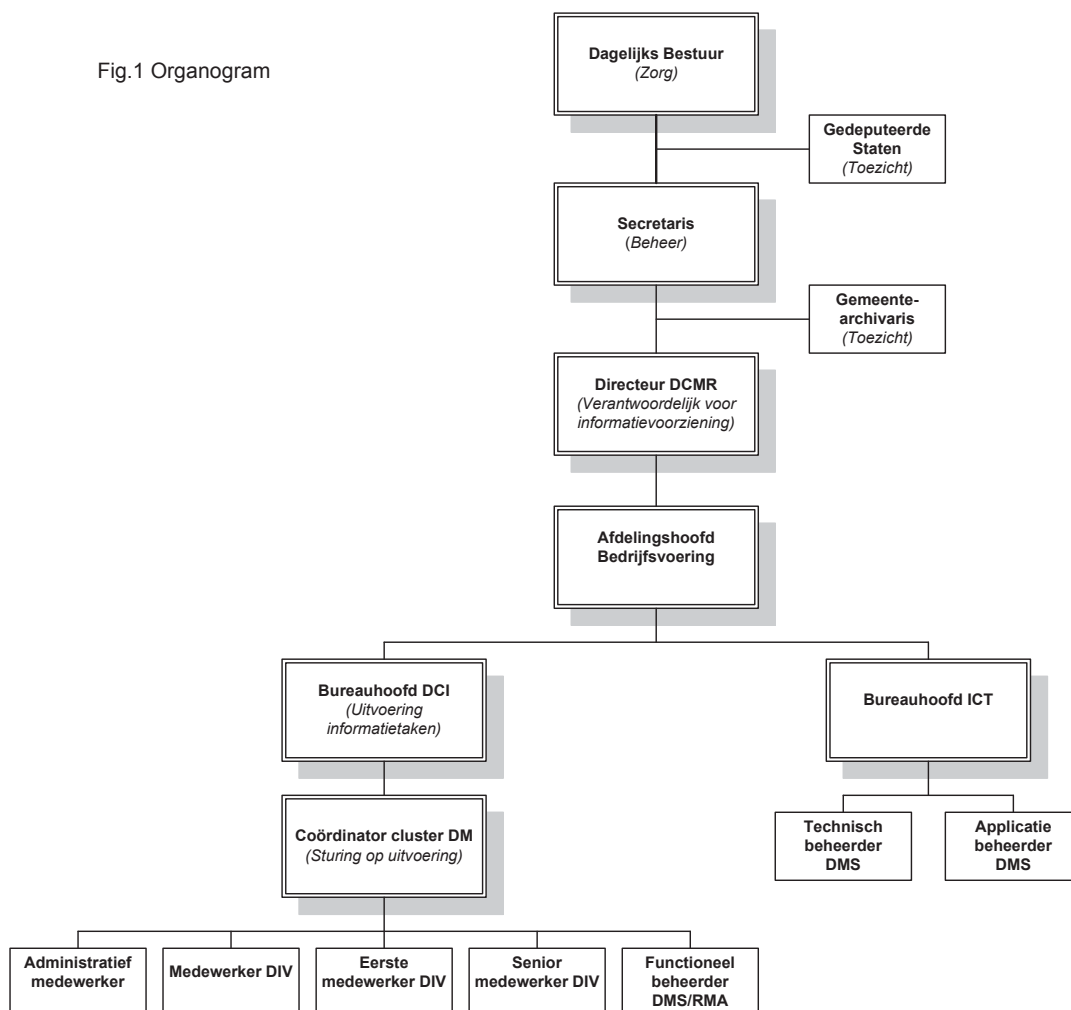 Fig.1 Organogram
Dagelijks Bestuur
(Zorg)
Gedeputeerde
Staten
(Toezicht)
Secretaris
(Beheer)
Gemeente-
archivaris
(Toezicht)
Directeur DCMR
(Verantwoordelijk voor
informatievoorziening)
Afdelingshoofd
Bedrijfsvoering
Bureauhoofd DCI
(Uitvoering
informatietaken)
Bureauhoofd ICT
Coördinator cluster DM
(Sturing op uitvoering)
Technisch
beheerder
DMS
Applicatie
beheerder
DMS
Administratief
medewerker
Medewerker DIV
Eerste
medewerker DIV
Senior
medewerker DIV
Functioneel
beheerder
DMS/RMA